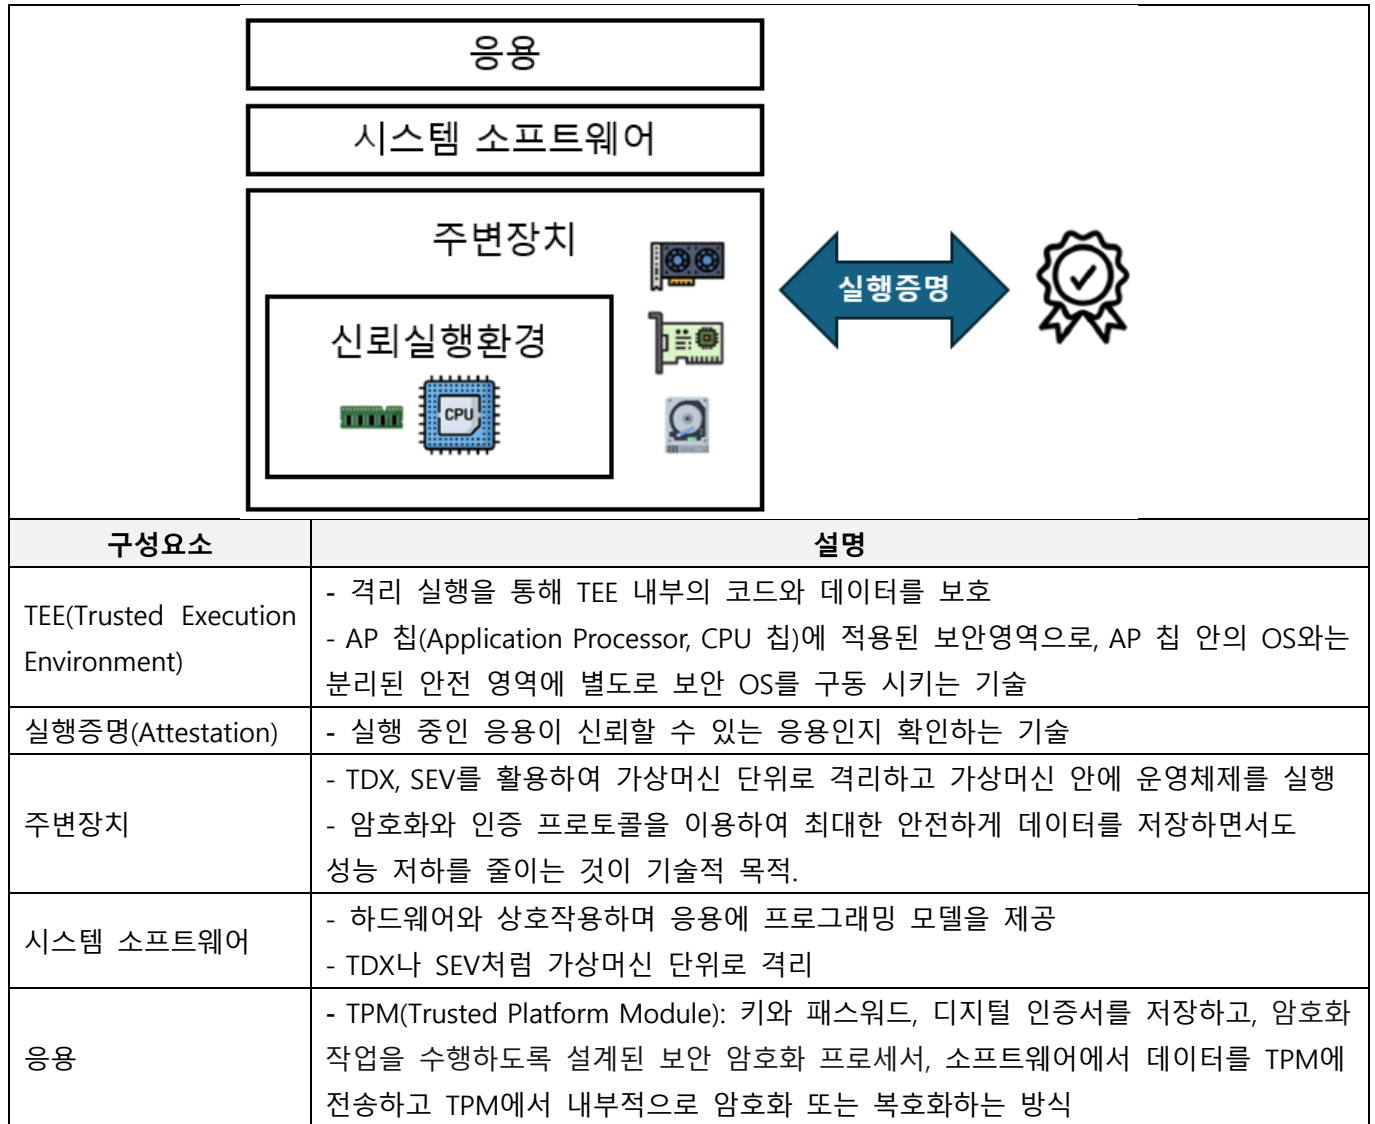 응용
시스템 소프트웨어
주변장치
신뢰실행환경
CPU
실행증명
구성요소
설명
TEE(Trusted Execution
Environment)
- 격리 실행을 통해 TEE 내부의 코드와 데이터를 보호
- AP 칩(Application Processor, CPU 칩)에 적용된 보안영역으로, AP 칩 안의 OS와는
분리된 안전 영역에 별도로 보안 OS를 구동 시키는 기술
실행증명(Attestation)
- 실행 중인 응용이 신뢰할 수 있는 응용인지 확인하는 기술
주변장치
- TDX, SEV를 활용하여 가상머신 단위로 격리하고 가상머신 안에 운영체제를 실행
- 암호화와 인증 프로토콜을 이용하여 최대한 안전하게 데이터를 저장하면서도
성능 저하를 줄이는 것이 기술적 목적.
시스템 소프트웨어
- 하드웨어와 상호작용하며 응용에 프로그래밍 모델을 제공
- TDX나 SEV처럼 가상머신 단위로 격리
응용
- TPM(Trusted Platform Module): 키와 패스워드, 디지털 인증서를 저장하고, 암호화
작업을 수행하도록 설계된 보안 암호화 프로세서, 소프트웨어에서 데이터를 TPM에
전송하고 TPM에서 내부적으로 암호화 또는 복호화하는 방식